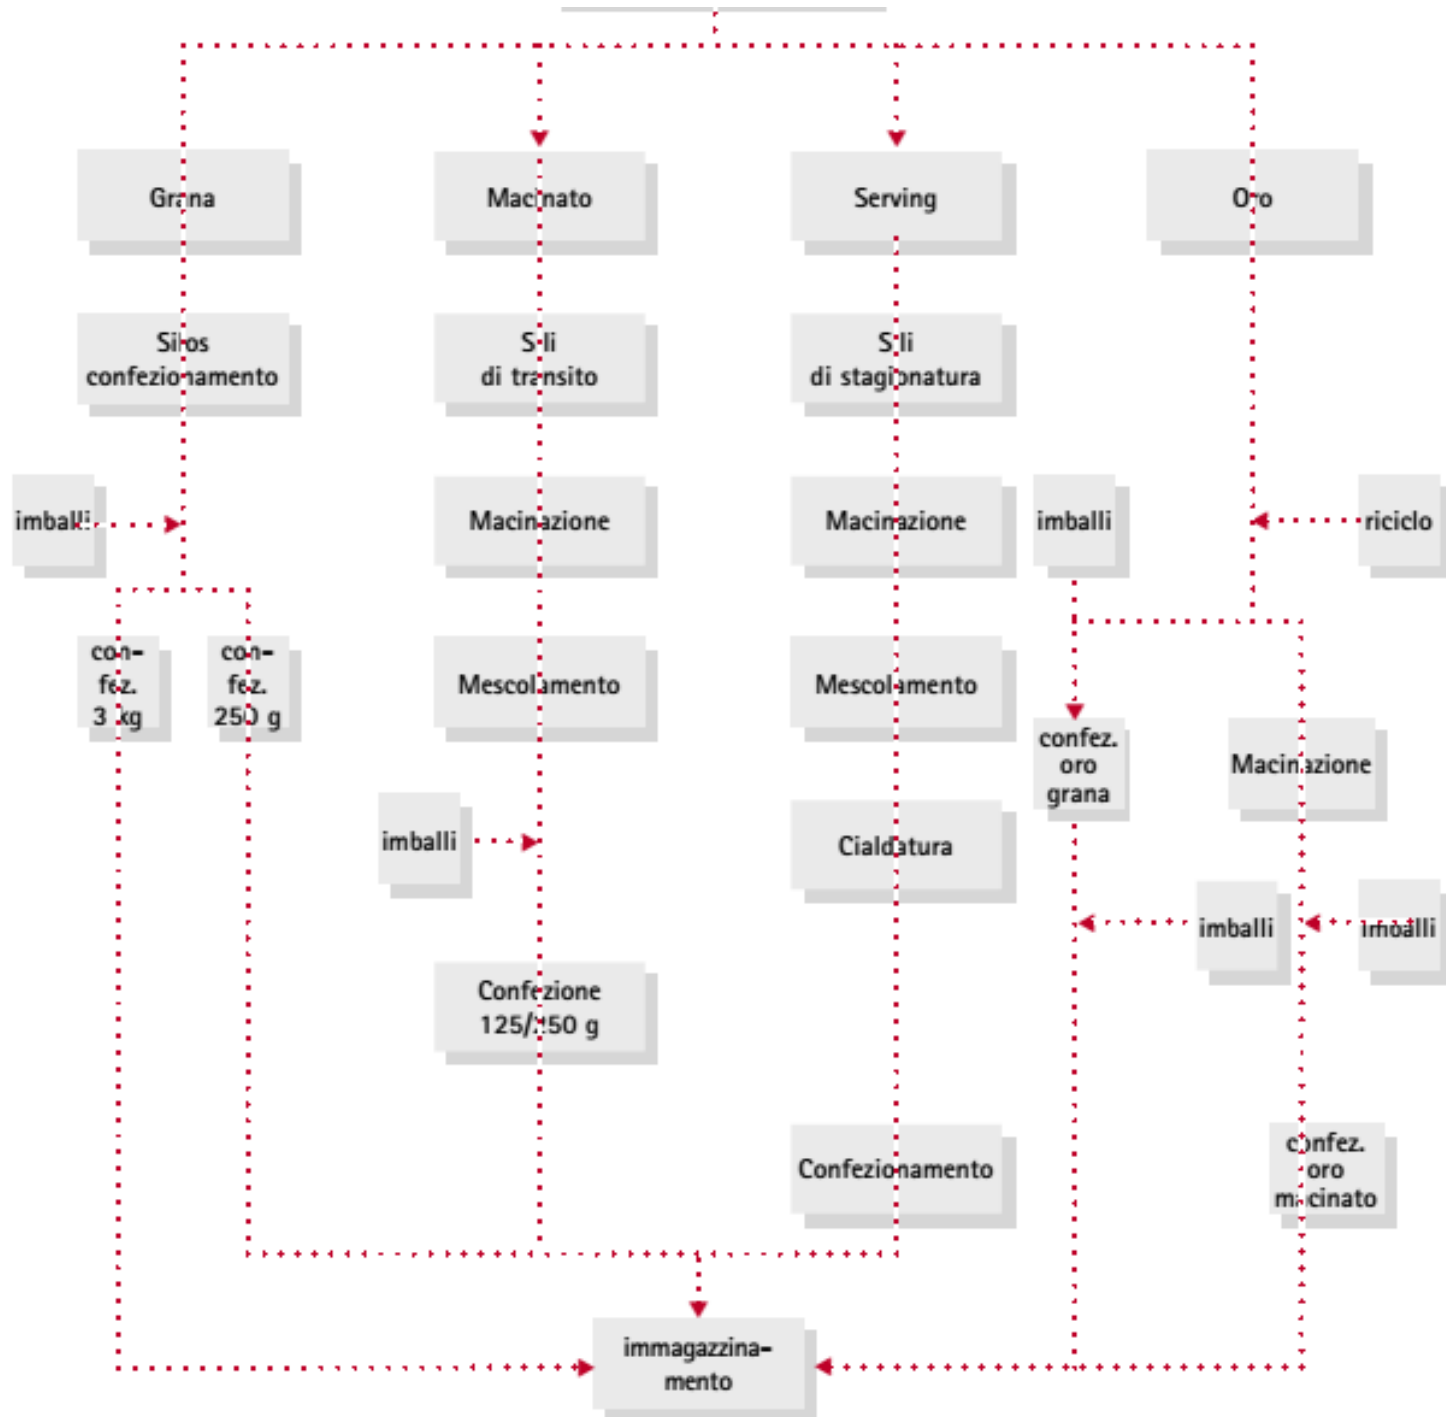 Grana
Macinato
Serving
Oro
Silos
confezionamento
Sili
di transito
Sili
di stagionatura
imballi
Macinazione
Macinazione
imballi
riciclo
con-
fez.
3 kg
con-
fez.
250 g
Mescolamento
Mescolamento
confez.
oro
grana
Macinazione
imballi
Cialdatura
imballi
imballi
Confezione
125/250 g
Confezionamento
confez.
oro
macinato
immagazzina-
mento